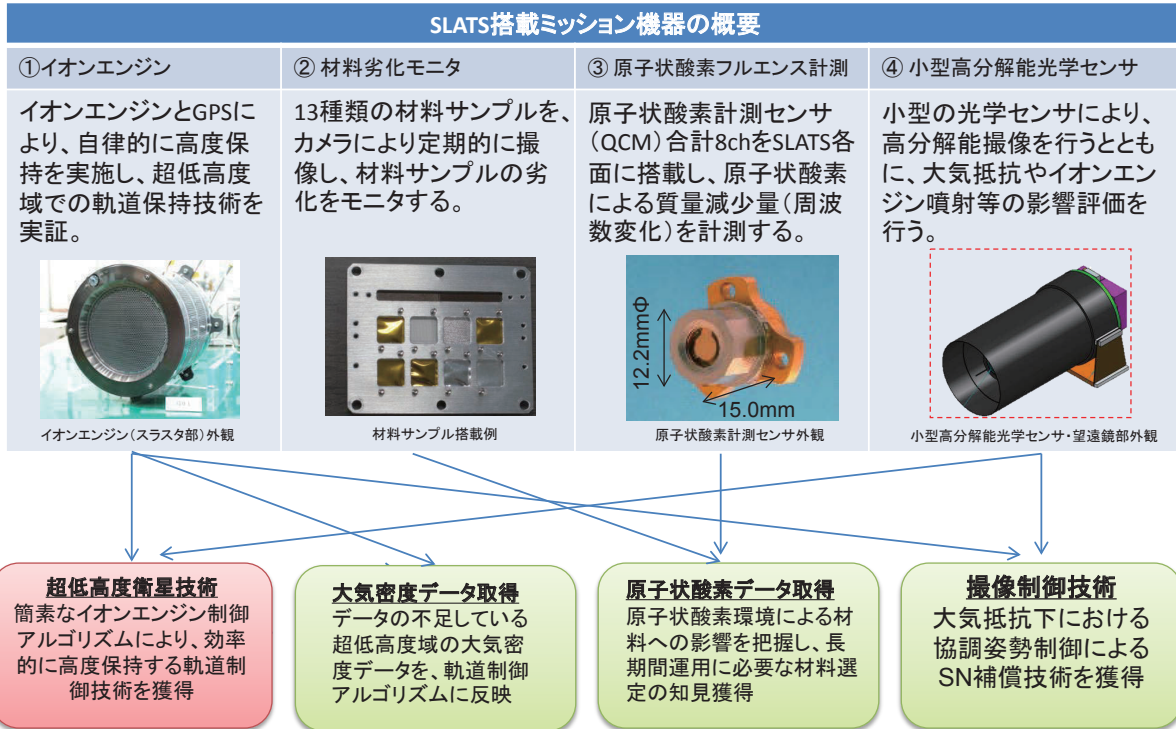 SLATS搭載ミッション機器の概要
①イオンエンジン
イオンエンジンとGPSに
より、自律的に高度保
持を実施し、超低高度
域での軌道保持技術を
実証。
イオンエンジン(スラスタ部)外観
② 材料劣化モニタ
13種類の材料サンプルを、
カメラにより定期的に撮
像し、材料サンプルの劣
化をモニタする。
材料サンプル搭載例
③ 原子状酸素フルエンス計測
原子状酸素計測センサ
(QCM)合計8chをSLATS各
面に搭載し、原子状酸素
による質量減少量(周波
数変化)を計測する。
12.2mmΦ
15.0mm
原子状酸素計測センサ外観
④ 小型高分解能光学センサ
小型の光学センサにより、
高分解能撮像を行うととも
に、大気抵抗やイオンエン
ジン噴射等の影響評価を
行う。
小型高分解能光学センサ・望遠鏡部外観
超低高度衛星技術
簡素なイオンエンジン制御
アルゴリズムにより、効率
的に高度保持する軌道制
御技術を獲得
大気密度データ取得
データの不足している
超低高度域の大気密
度データを、軌道制御
アルゴリズムに反映
原子状酸素データ取得
原子状酸素環境による材
料への影響を把握し、長
期間運用に必要な材料選
定の知見獲得
撮像制御技術
大気抵抗下における
協調姿勢制御による
SN補償技術を獲得